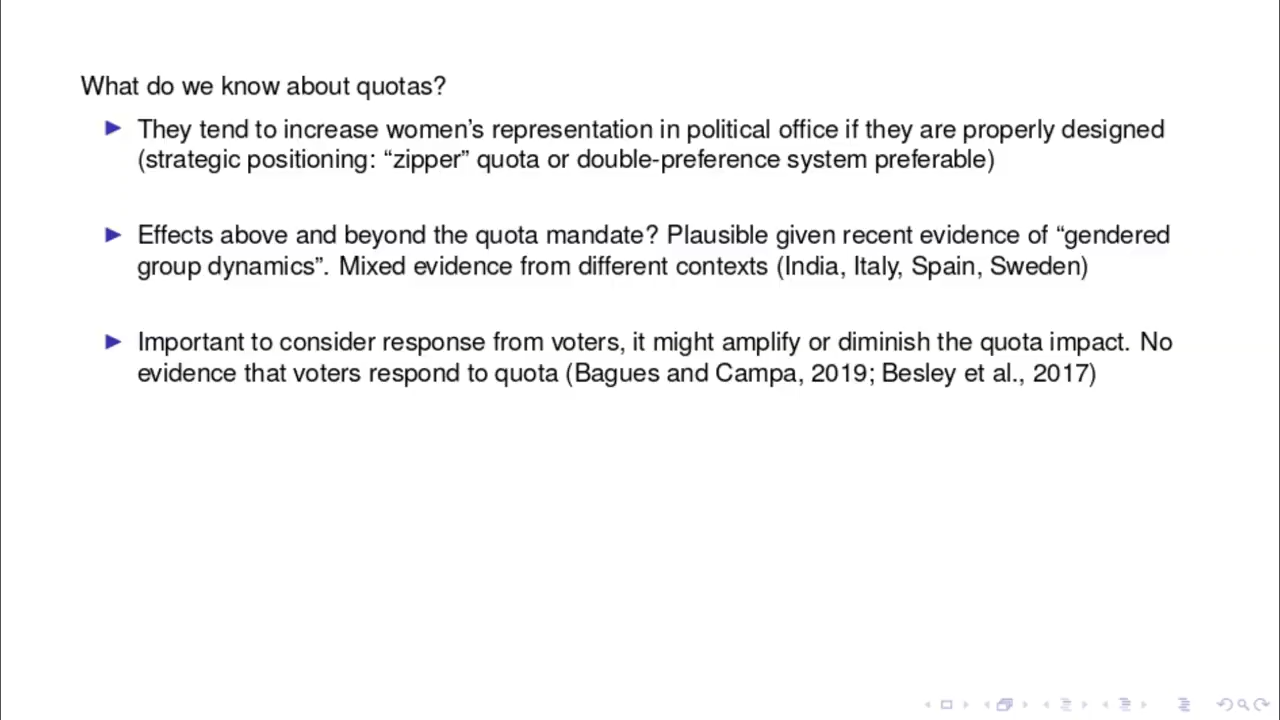 What do we know about quotas?
They tend to increase women’s representation in political office if they are properly designed
(strategic positioning: “zipper” quota or double-preference system preferable)
Effects above and beyond the quota mandate? Plausible given recent evidence of “gendered
group dynamics”. Mixed evidence from different contexts (India, Italy, Spain, Sweden)
Important to consider response from voters, it might amplify or diminish the quota impact. No
evidence that voters respond to quota (Bagues and Campa, 2019; Besley et al., 2017)